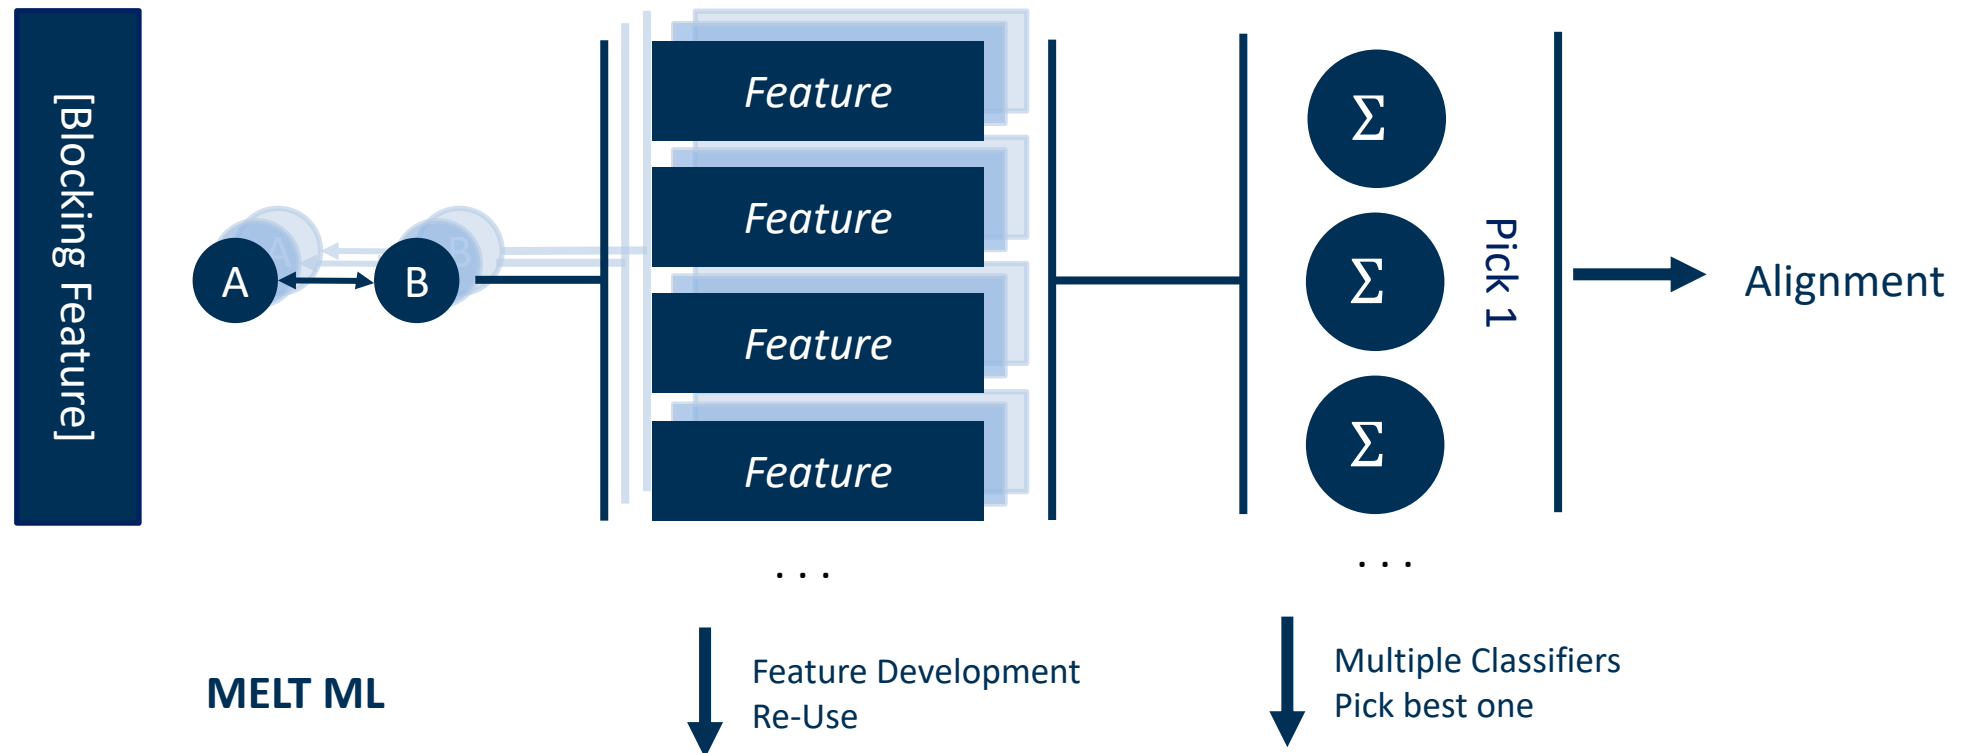 [Blocking Feature]
A
B
A
B
Feature
Feature
Feature
Feature
. . .
Σ
Σ
Σ
. . .
Pick 1
Alignment
MELT ML
Feature Development
Re-Use
Multiple Classifiers
Pick best one